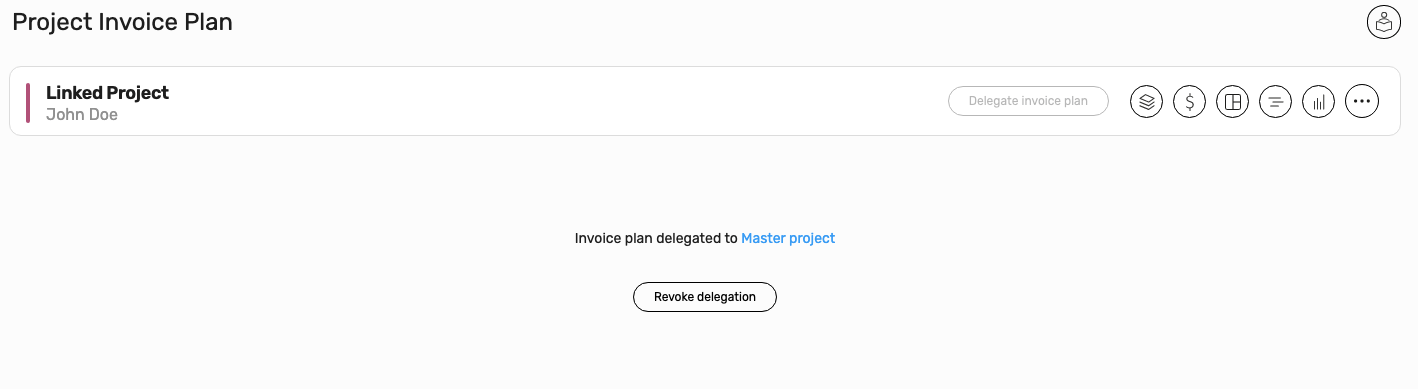 Project Invoice Plan
Linked Project
John Doe
Delegate invoice plan
Invoice plan delegated to Master project
Revoke delegation